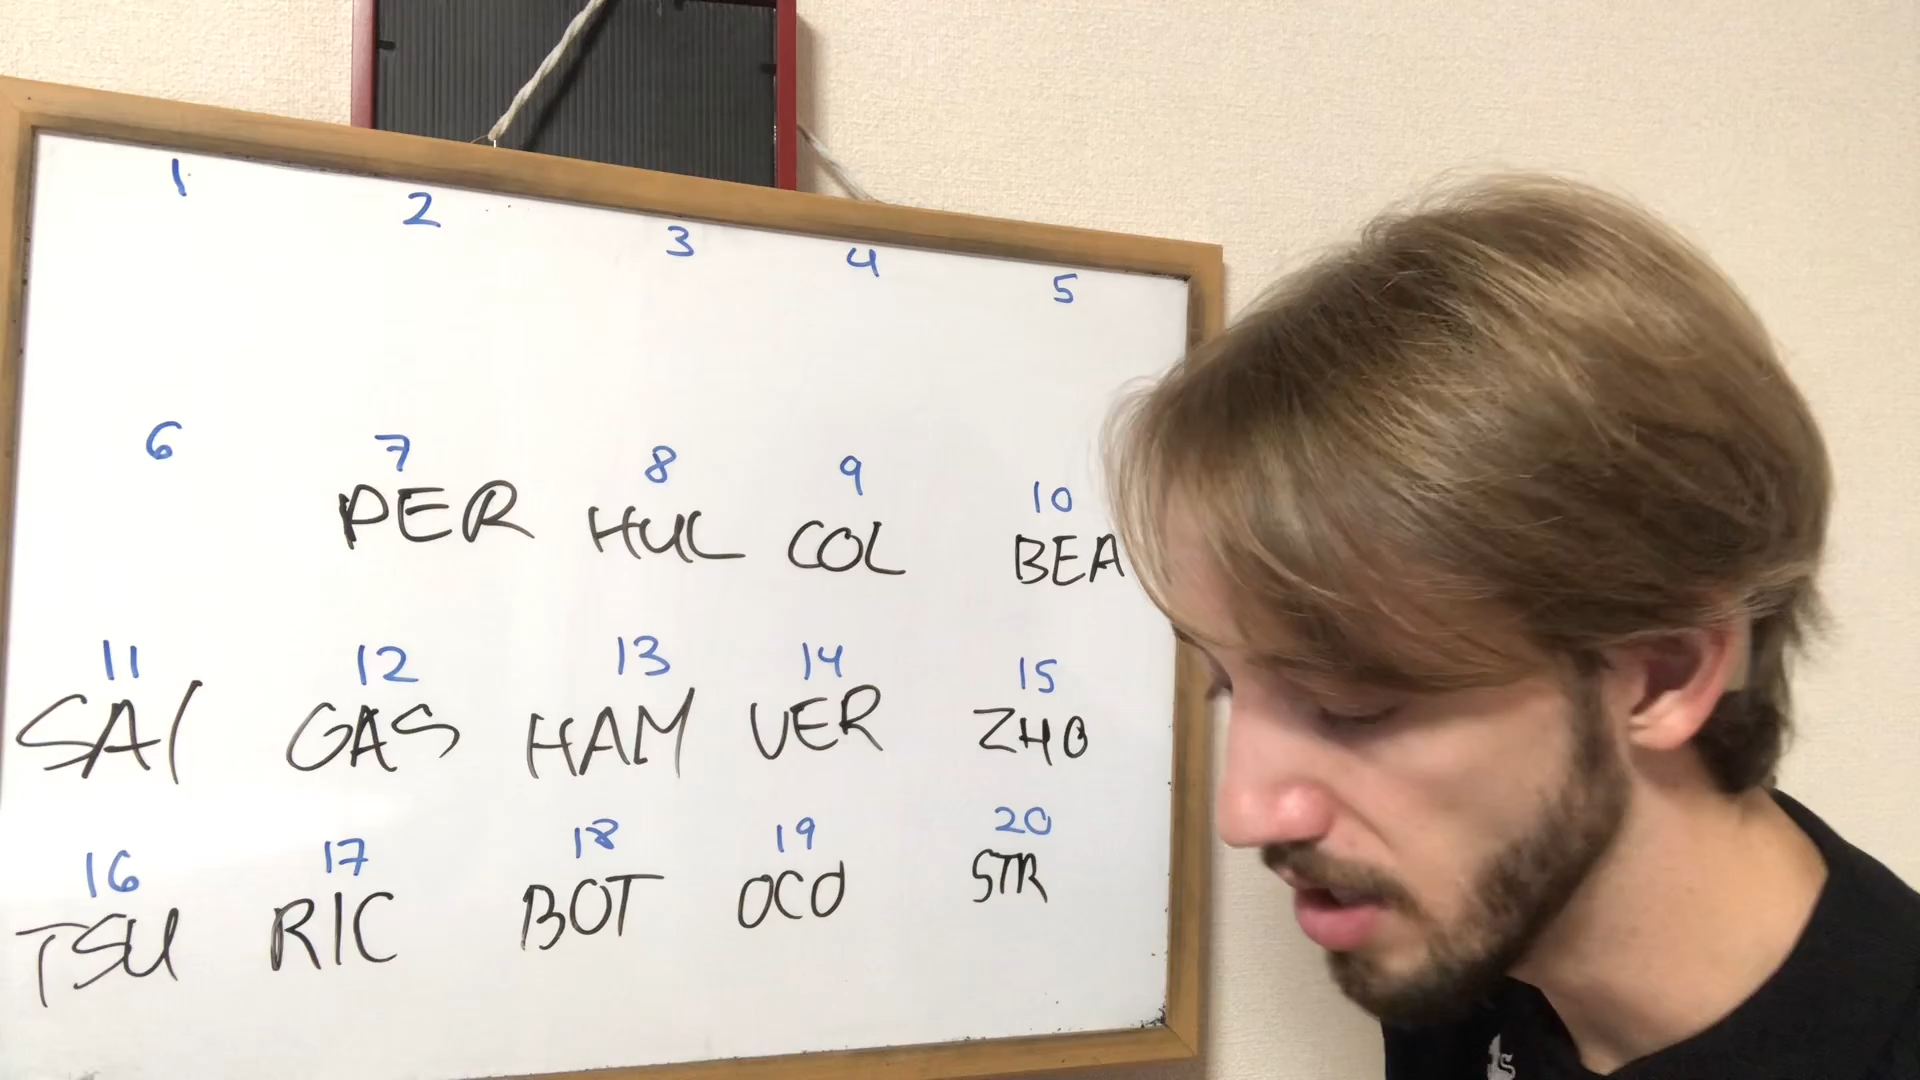 1 2 3 4 5
6 7 8 9 10
PER HUL COL BEA
11 12 13 14 15
SAI GAS HAM VER ZHO
16 17 18 19 20
TSU RIC BOT OCO STR